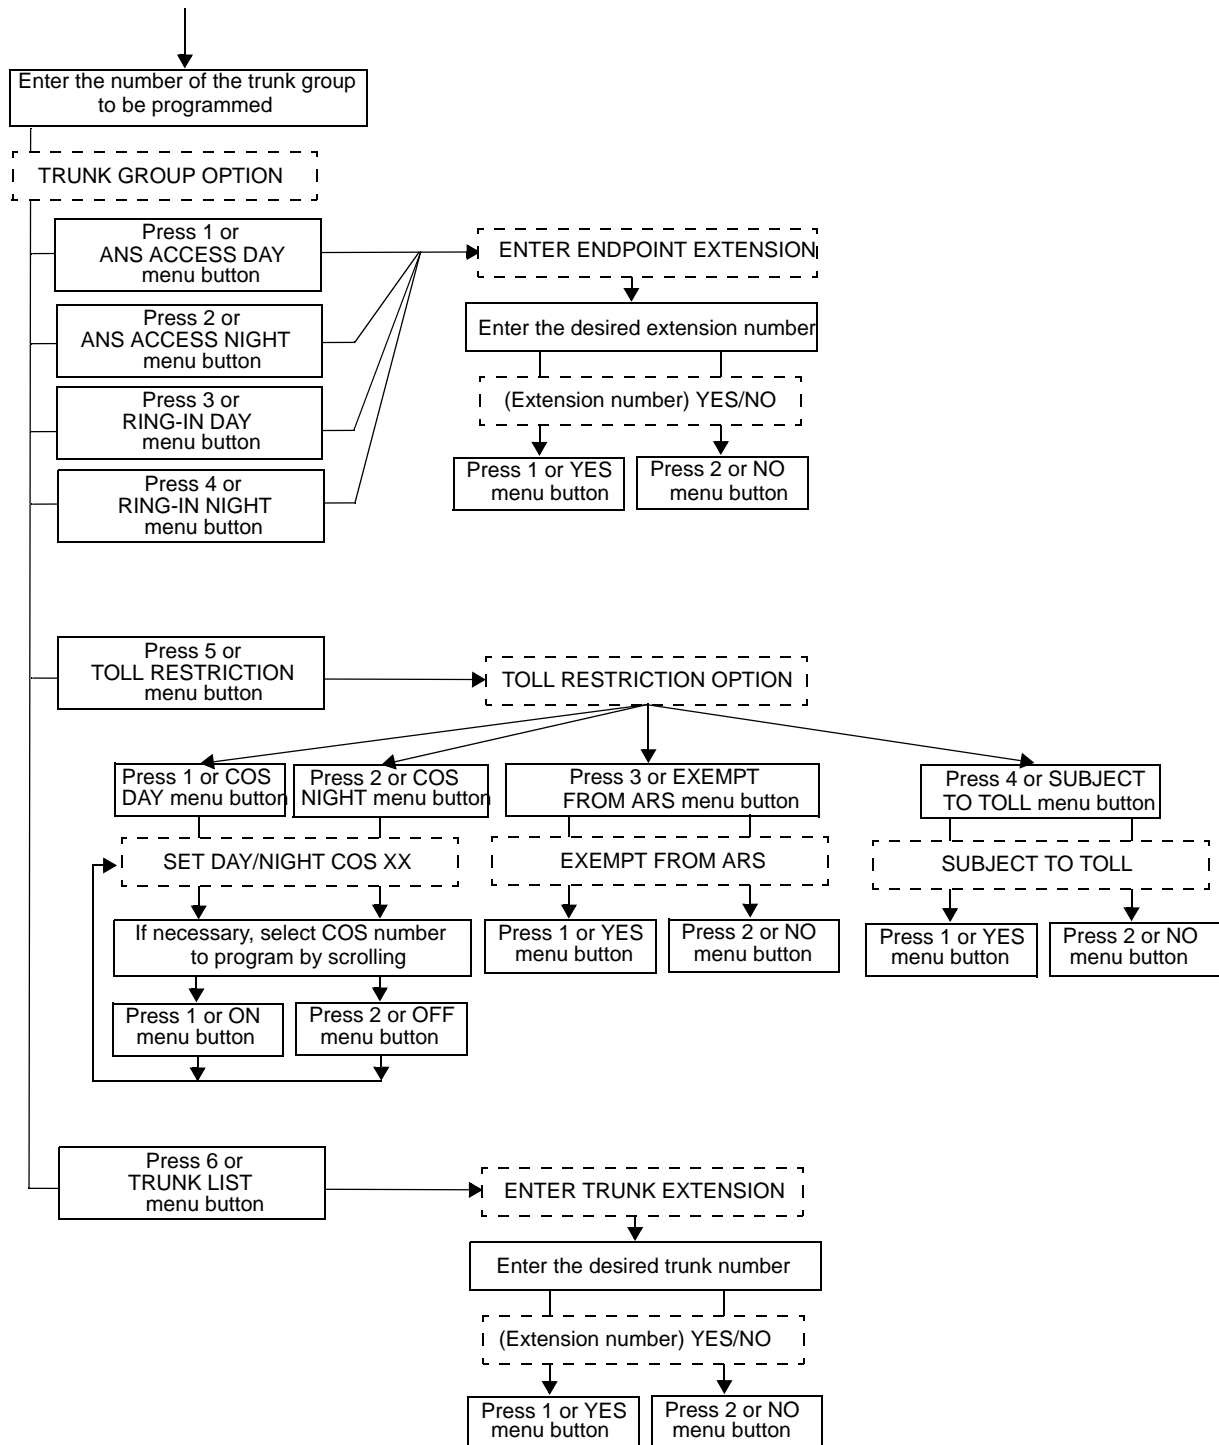 Enter the number of the trunk group
to be programmed
TRUNK GROUP OPTION
Press 1 or
ANS ACCESS DAY
menu button
ENTER ENDPOINT EXTENSION
Press 2 or
ANS ACCESS NIGHT
menu button
Enter the desired extension number
Press 3 or
RING-IN DAY
menu button
(Extension number) YES/NO
Press 4 or
RING-IN NIGHT
menu button
Press 1 or YES
menu button
Press 2 or NO
menu button
Press 5 or
TOLL RESTRICTION
menu button
TOLL RESTRICTION OPTION
Press 1 or COS
DAY menu button
Press 2 or COS
NIGHT menu button
Press 3 or EXEMPT
FROM ARS menu button
Press 4 or SUBJECT
TO TOLL menu button
SET DAY/NIGHT COS XX
EXEMPT FROM ARS
SUBJECT TO TOLL
If necessary, select COS number
to program by scrolling
Press 1 or YES
menu button
Press 2 or NO
menu button
Press 1 or YES
menu button
Press 2 or NO
menu button
Press 1 or ON
menu button
Press 2 or OFF
menu button
Press 6 or
TRUNK LIST
menu button
ENTER TRUNK EXTENSION
Enter the desired trunk number
(Extension number) YES/NO
Press 1 or YES
menu button
Press 2 or NO
menu button